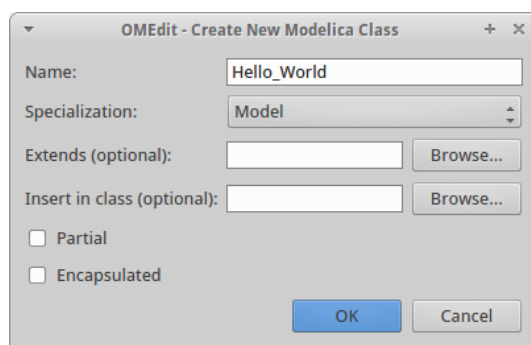 OMEdit - Create New Modelica Class
Name: Hello_World
Specialization: Model
Extends (optional): Browse...
Insert in class (optional): Browse...
Partial
Encapsulated
OK Cancel